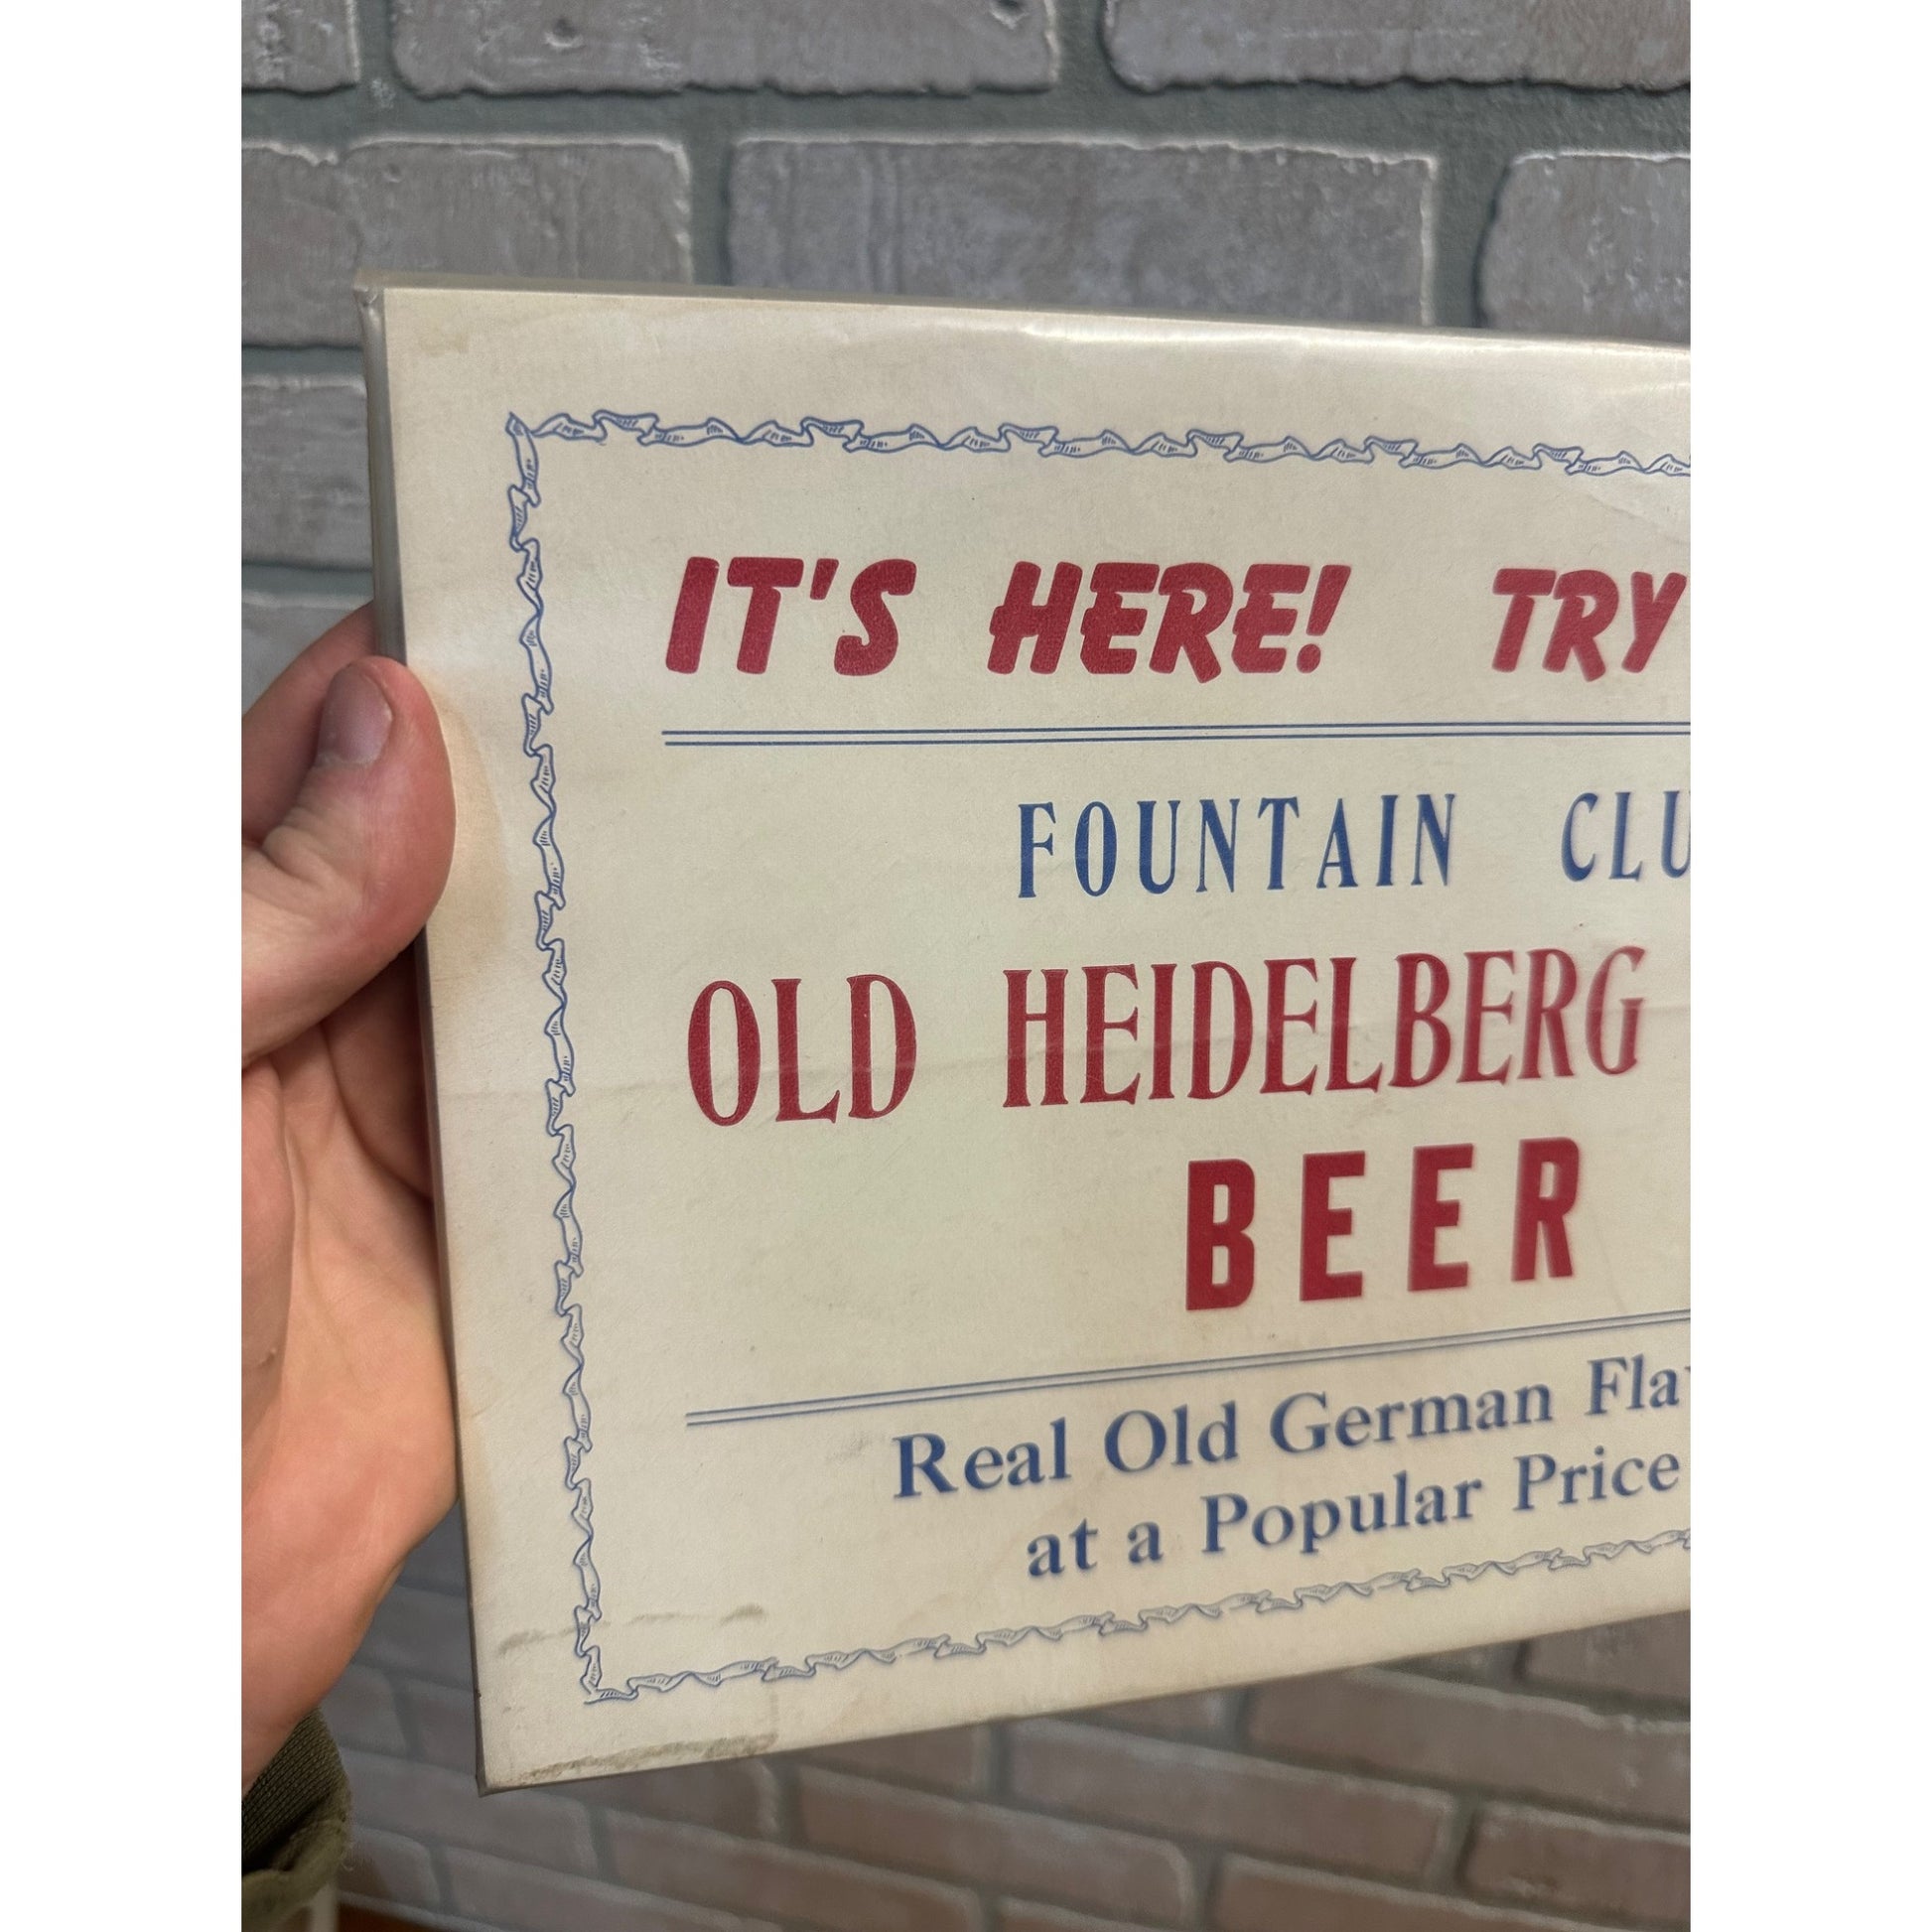 IT'S HERE! TRY
FOUNTAIN CLU
OLD HEIDELBERG
BEER
Real Old German Fla
at a Popular Price